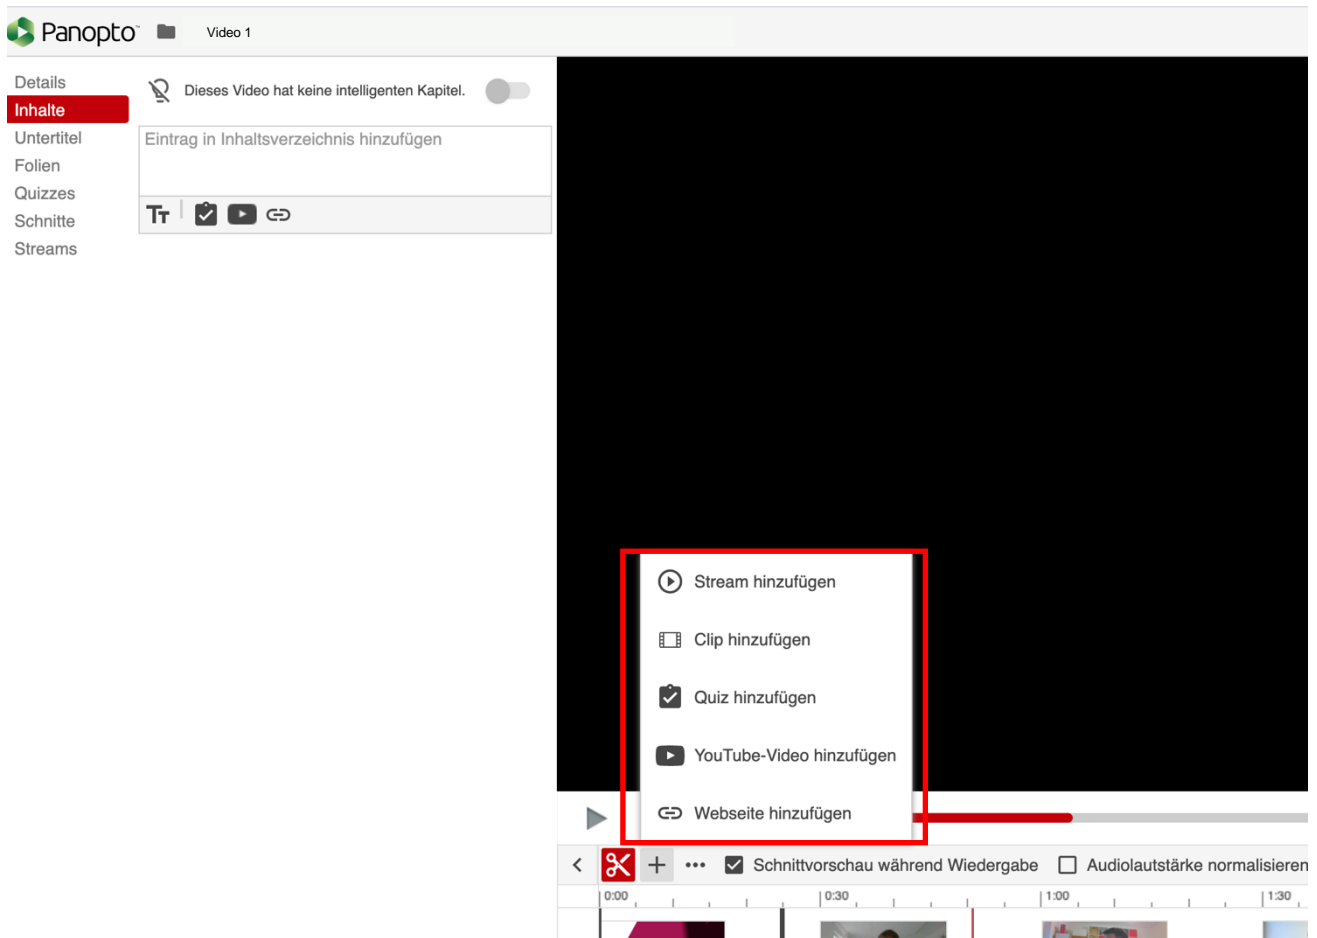 Panopto
Video 1
Details
Inhalte
Untertitel
Folien
Quizzes
Schnitte
Streams
Dieses Video hat keine intelligenten Kapitel.
Eintrag in Inhaltsverzeichnis hinzufügen
Stream hinzufügen
Clip hinzufügen
Quiz hinzufügen
YouTube-Video hinzufügen
Webseite hinzufügen
Schnittvorschau während Wiedergabe
Audiolautstärke normalisieren
0:00
0:30
1:00
1:30